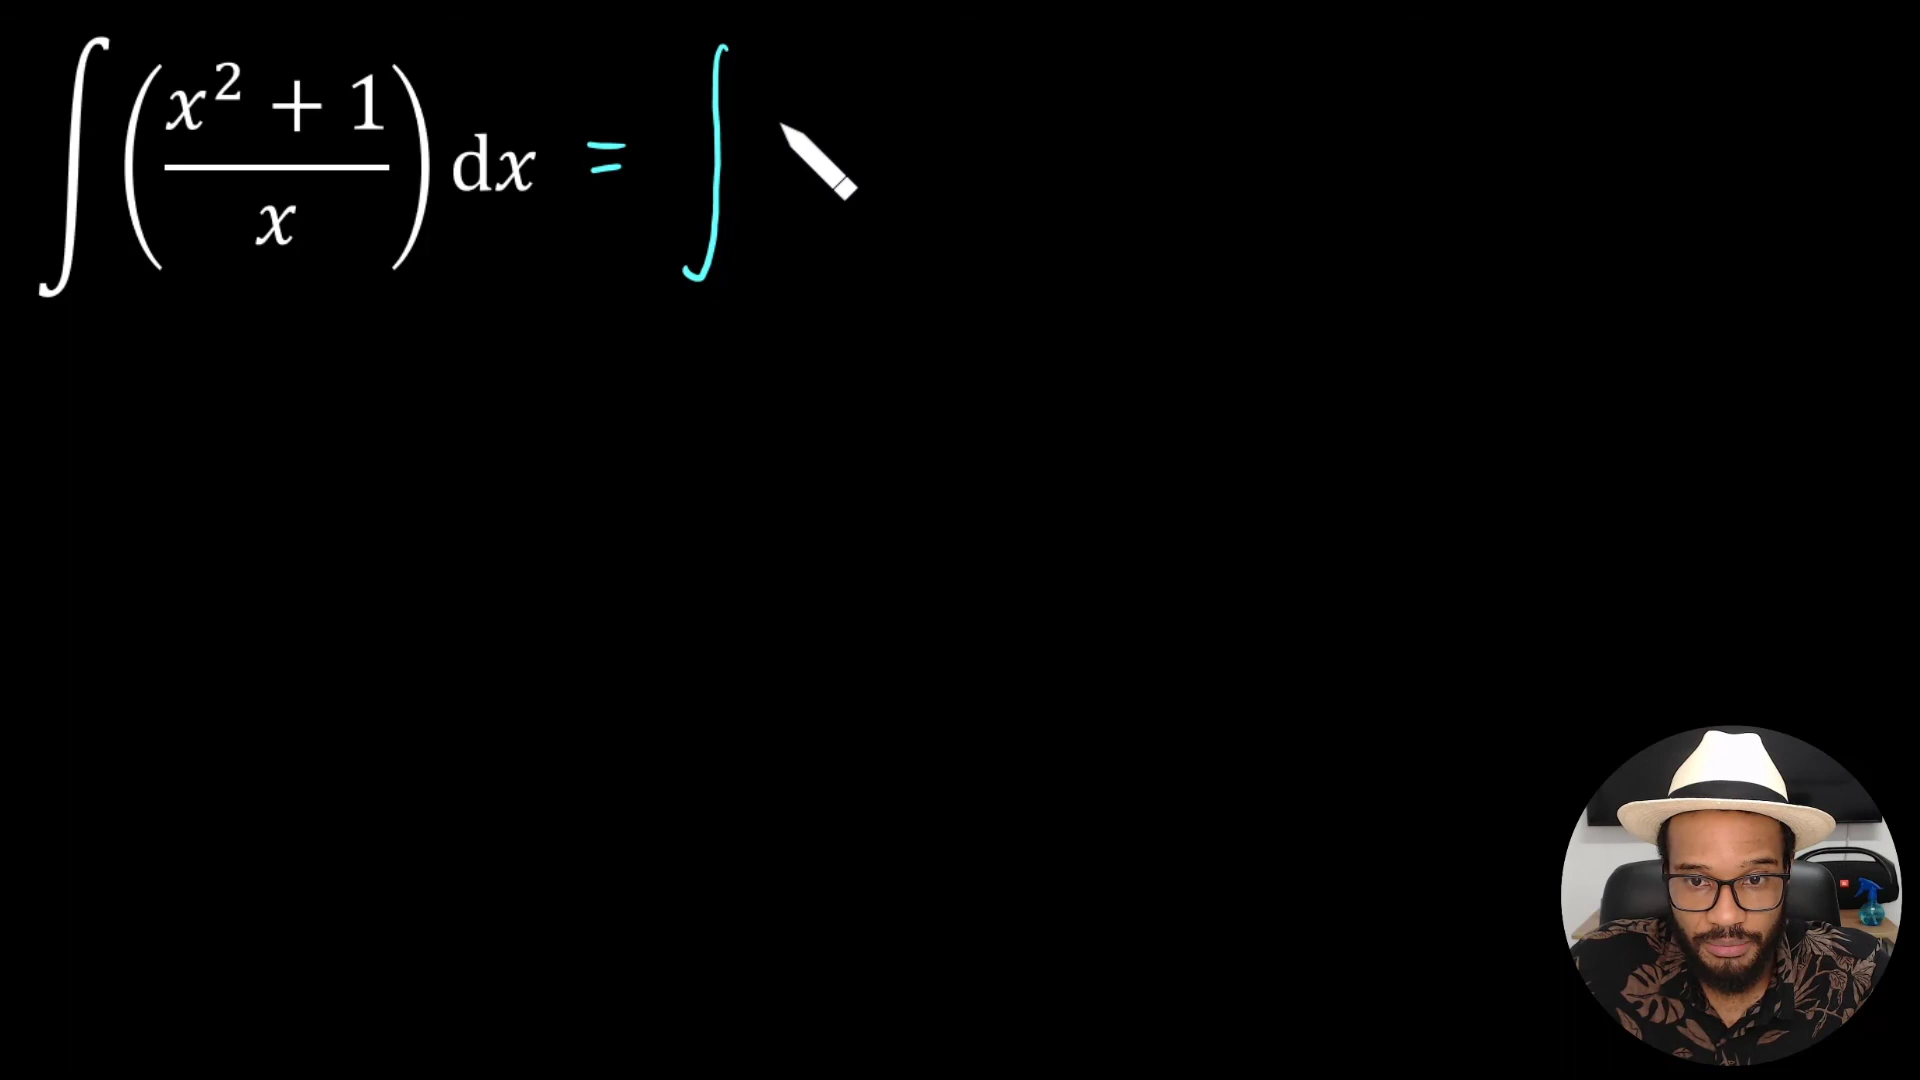 ∫ ( (x² + 1) / x ) dx = ∫